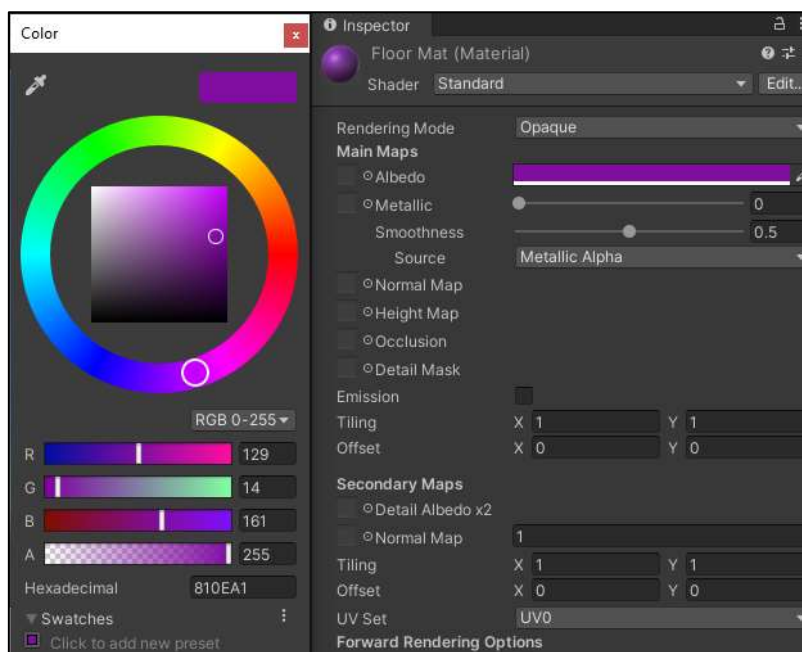 Color
x
RGB 0-255
R 129
G 14
B 161
A 255
Hexadecimal 810EA1
Swatches
Click to add new preset
Inspector
Floor Mat (Material)
Shader Standard Edit...
Rendering Mode Opaque
Main Maps
Albedo
Metallic 0
Smoothness 0.5
Source Metallic Alpha
Normal Map
Height Map
Occlusion
Detail Mask
Emission
Tiling X 1 Y 1
Offset X 0 Y 0
Secondary Maps
Detail Albedo x2
Normal Map 1
Tiling X 1 Y 1
Offset X 0 Y 0
UV Set UV0
Forward Rendering Options